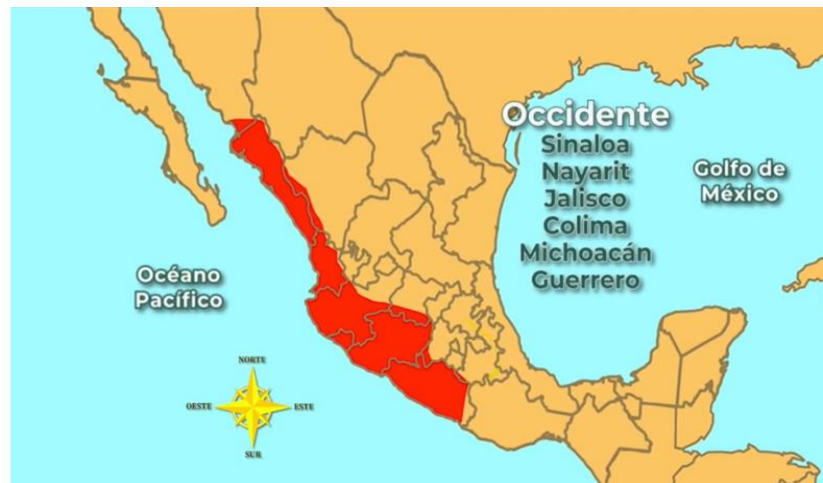 Occidente
Sinaloa
Nayarit
Jalisco
Colima
Michoacán
Guerrero
Golfo de
México
Océano
Pacífico
NORTE
OESTE
ESTE
SUR